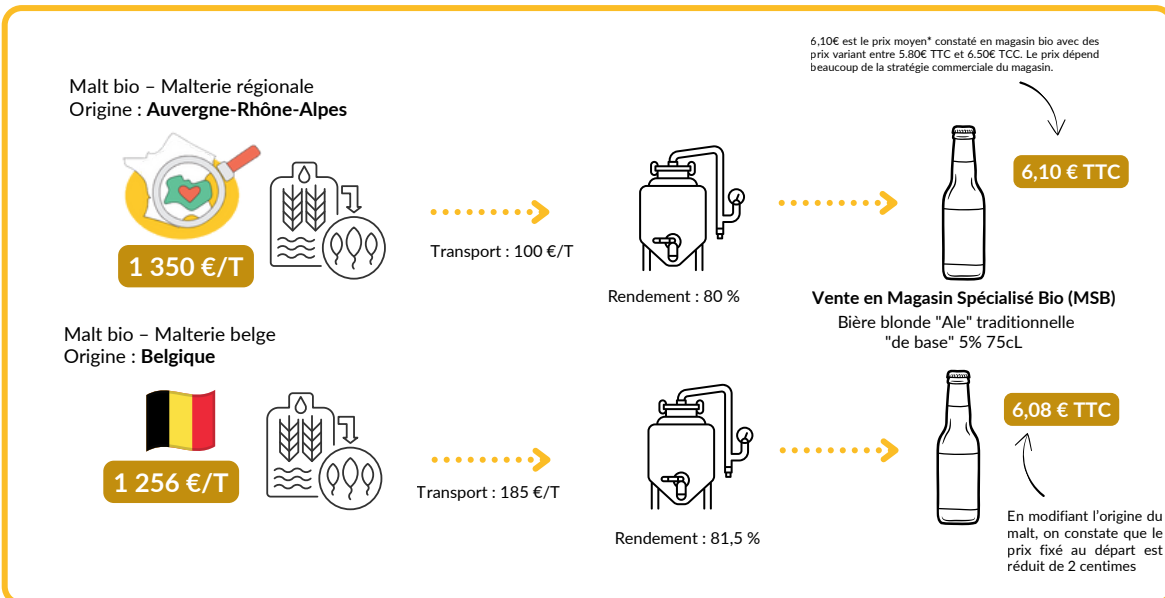 6,10€ est le prix moyen* constaté en magasin bio avec des
prix variant entre 5.80€ TTC et 6.50€ TCC. Le prix dépend
beaucoup de la stratégie commerciale du magasin.
Malt bio – Malterie régionale
Origine : Auvergne-Rhône-Alpes
1 350 €/T
Transport : 100 €/T
Rendement : 80 %
6,10 € TTC
Vente en Magasin Spécialisé Bio (MSB)
Bière blonde "Ale" traditionnelle
"de base" 5% 75cL
Malt bio – Malterie belge
Origine : Belgique
1 256 €/T
Transport : 185 €/T
Rendement : 81,5 %
6,08 € TTC
En modifiant l’origine du
malt, on constate que le
prix fixé au départ est
réduit de 2 centimes